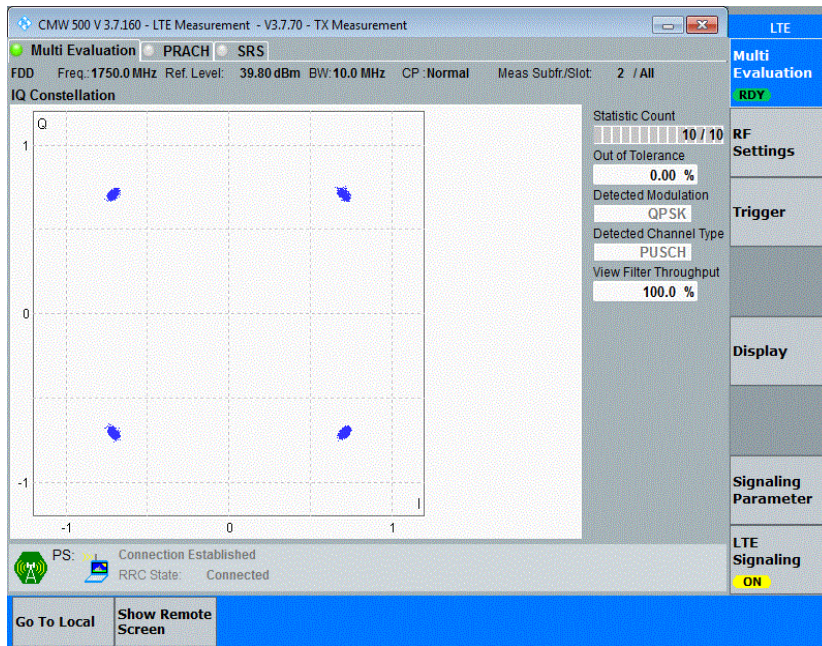 CMW 500 V 3.7.160 - LTE Measurement - V3.7.70 - TX Measurement
LTE
Multi Evaluation PRACH SRS
FDD Freq.: 1750.0 MHz Ref. Level: 39.80 dBm BW: 10.0 MHz CP : Normal Meas Subfr./Slot: 2 / All
IQ Constellation
Q
1
0
-1
-1 0 1
I
Statistic Count
10 / 10
Out of Tolerance
0.00 %
Detected Modulation
QPSK
Detected Channel Type
PUSCH
View Filter Throughput
100.0 %
Multi
Evaluation
RDY
RF
Settings
Trigger
Display
Signaling
Parameter
LTE
Signaling
ON
PS: Connection Established
RRC State: Connected
Go To Local
Show Remote
Screen